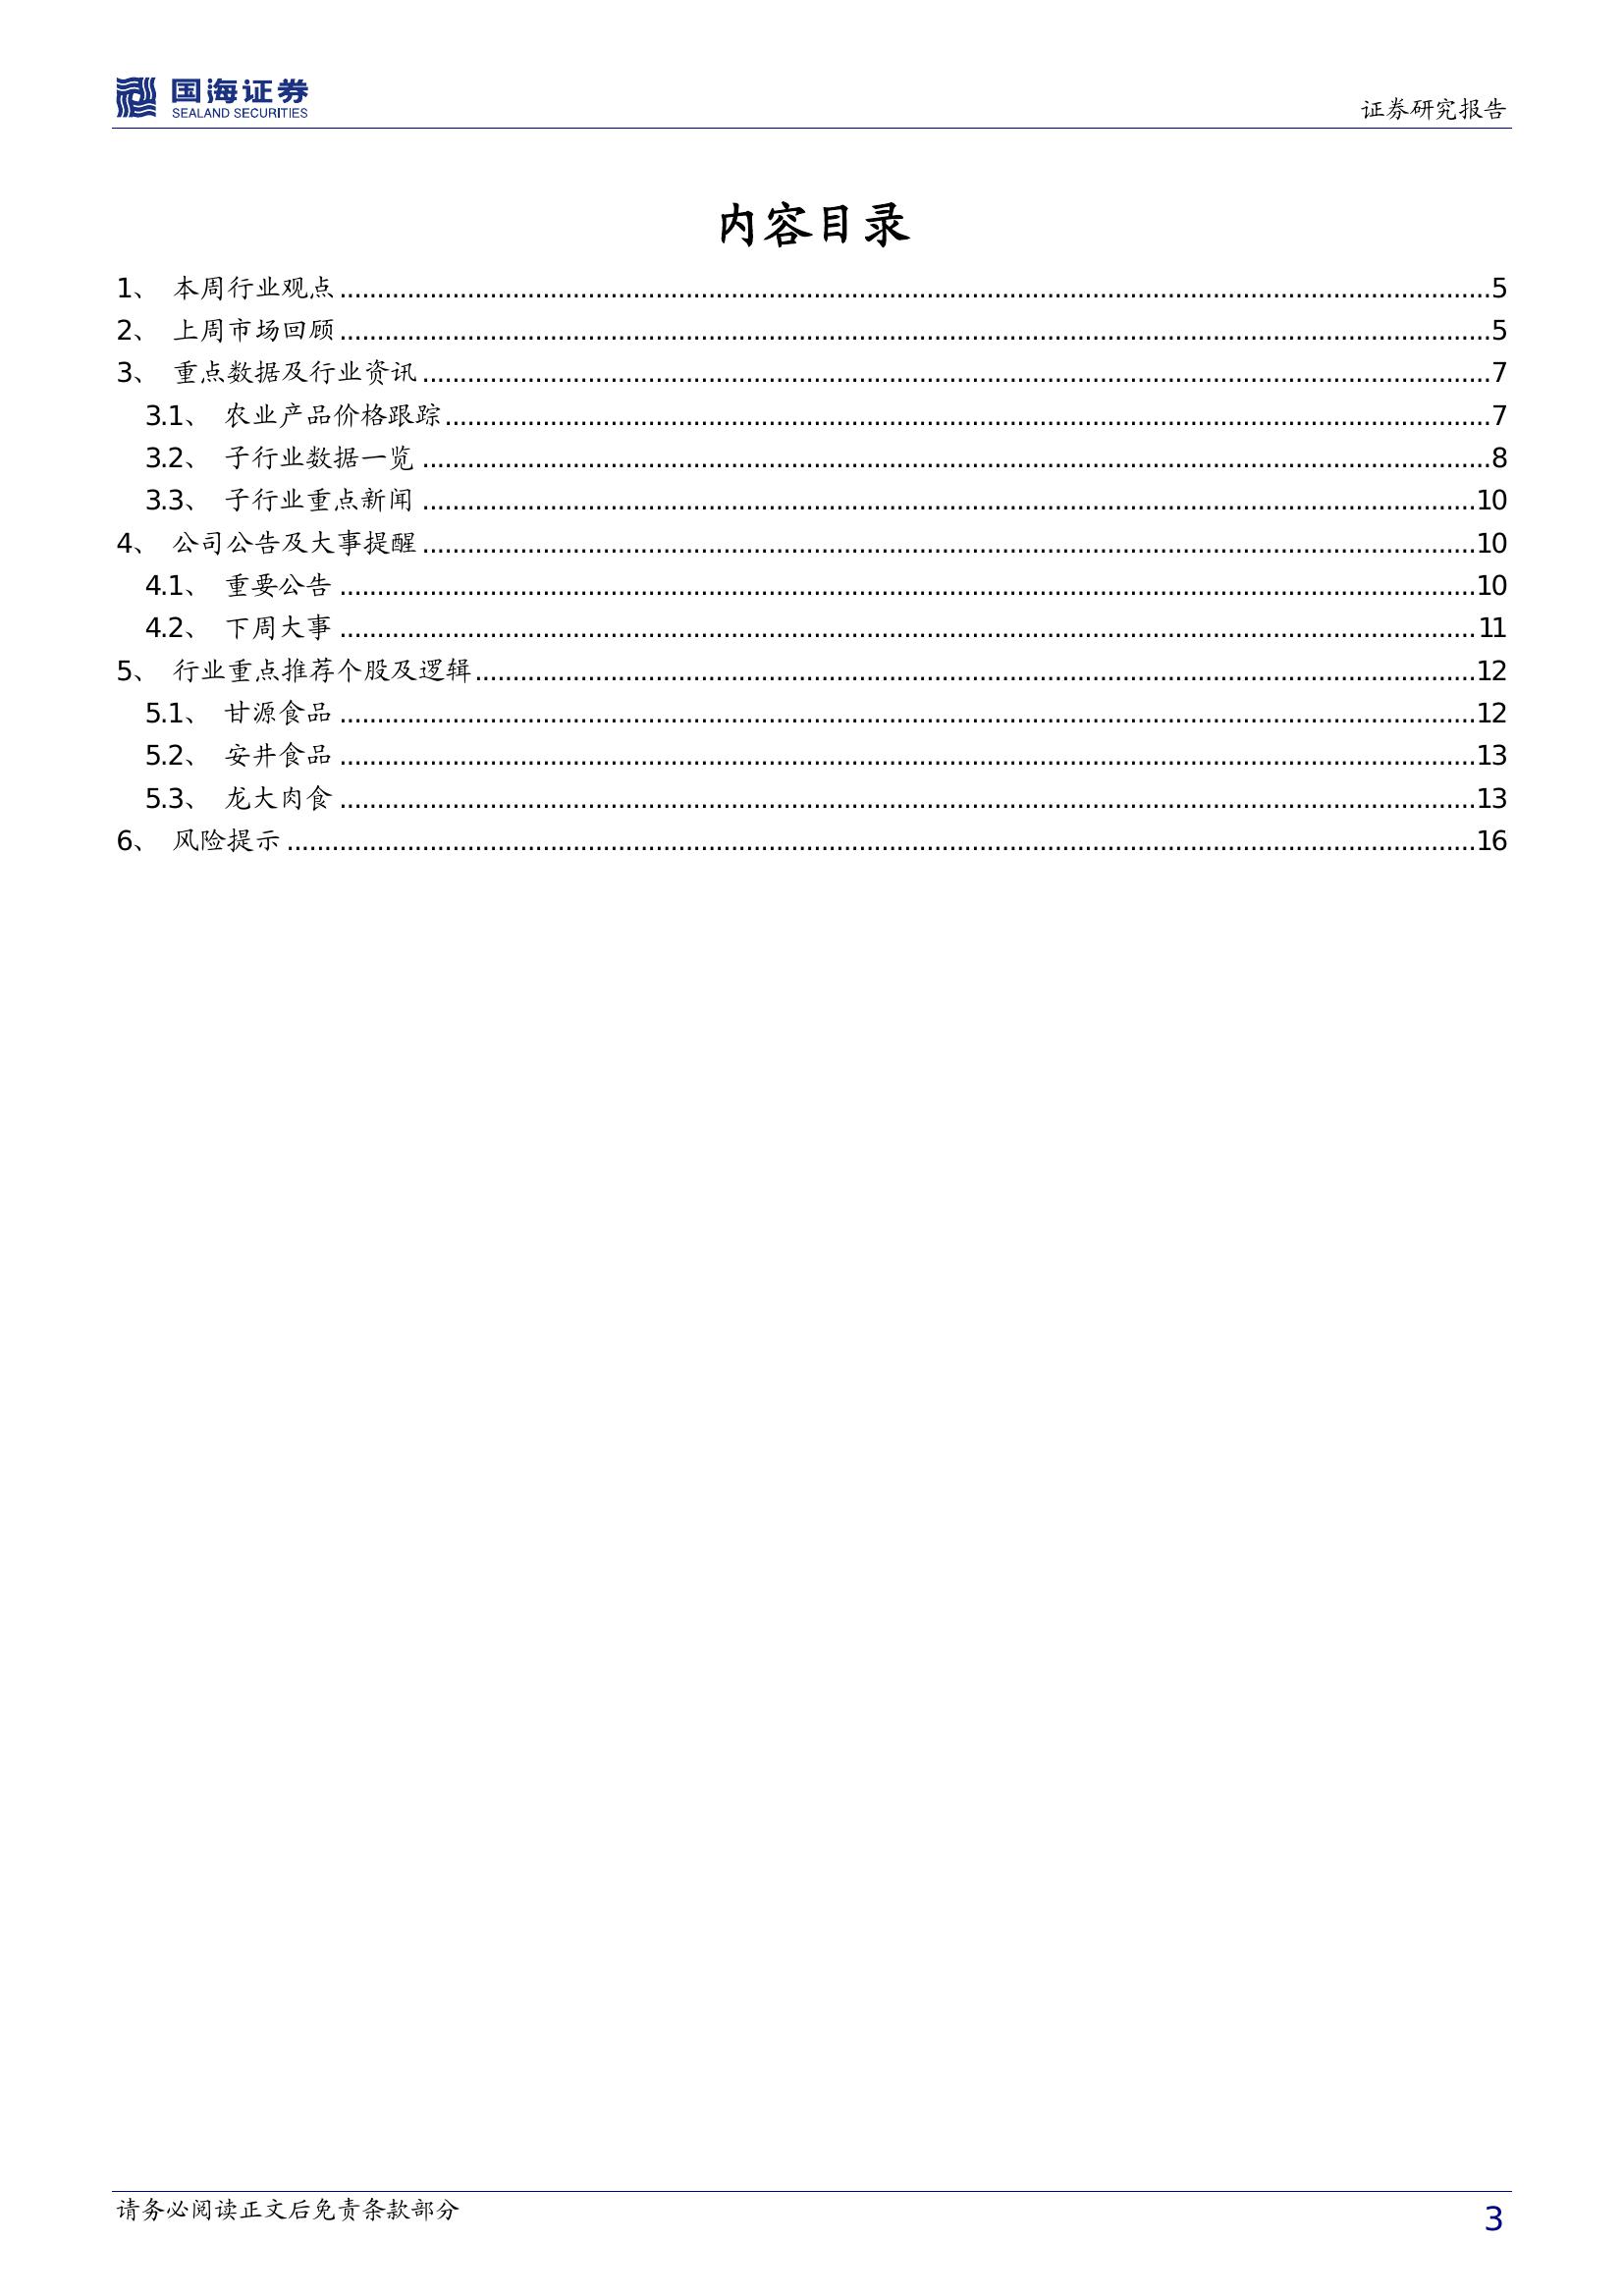 国海证券
SEALAND SECURITIES
证券研究报告
内容目录
1、 本周行业观点........................................5
2、 上周市场回顾........................................5
3、 重点数据及行业资讯........................................7
3.1、 农业产品价格跟踪........................................7
3.2、 子行业数据一览........................................8
3.3、 子行业重点新闻........................................10
4、 公司公告及大事提醒........................................10
4.1、 重要公告........................................10
4.2、 下周大事........................................11
5、 行业重点推荐个股及逻辑........................................12
5.1、 甘源食品........................................12
5.2、 安井食品........................................13
5.3、 龙大肉食........................................13
6、 风险提示........................................16
请务必阅读正文后免责条款部分
3